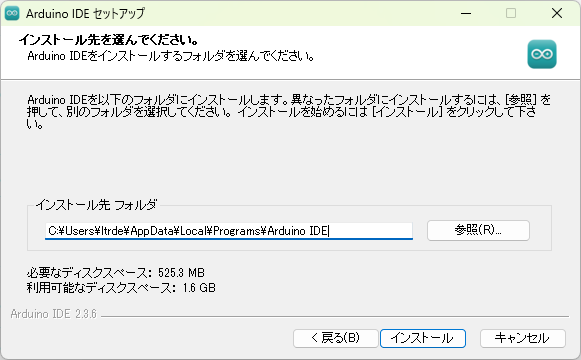 Arduino IDE セットアップ
インストール先を選んでください。
Arduino IDEをインストールするフォルダを選んでください。
Arduino IDEを以下のフォルダにインストールします。異なったフォルダにインストールするには、[参照] を
押して、別のフォルダを選択してください。 インストールを始めるには [インストール] をクリックして下さ
い。
インストール先 フォルダ
C:¥Users¥ltrde¥AppData¥Local¥Programs¥Arduino IDE
参照(R)...
必要なディスクスペース: 525.3 MB
利用可能なディスクスペース: 1.6 GB
Arduino IDE 2.3.6
< 戻る(B)
インストール
キャンセル